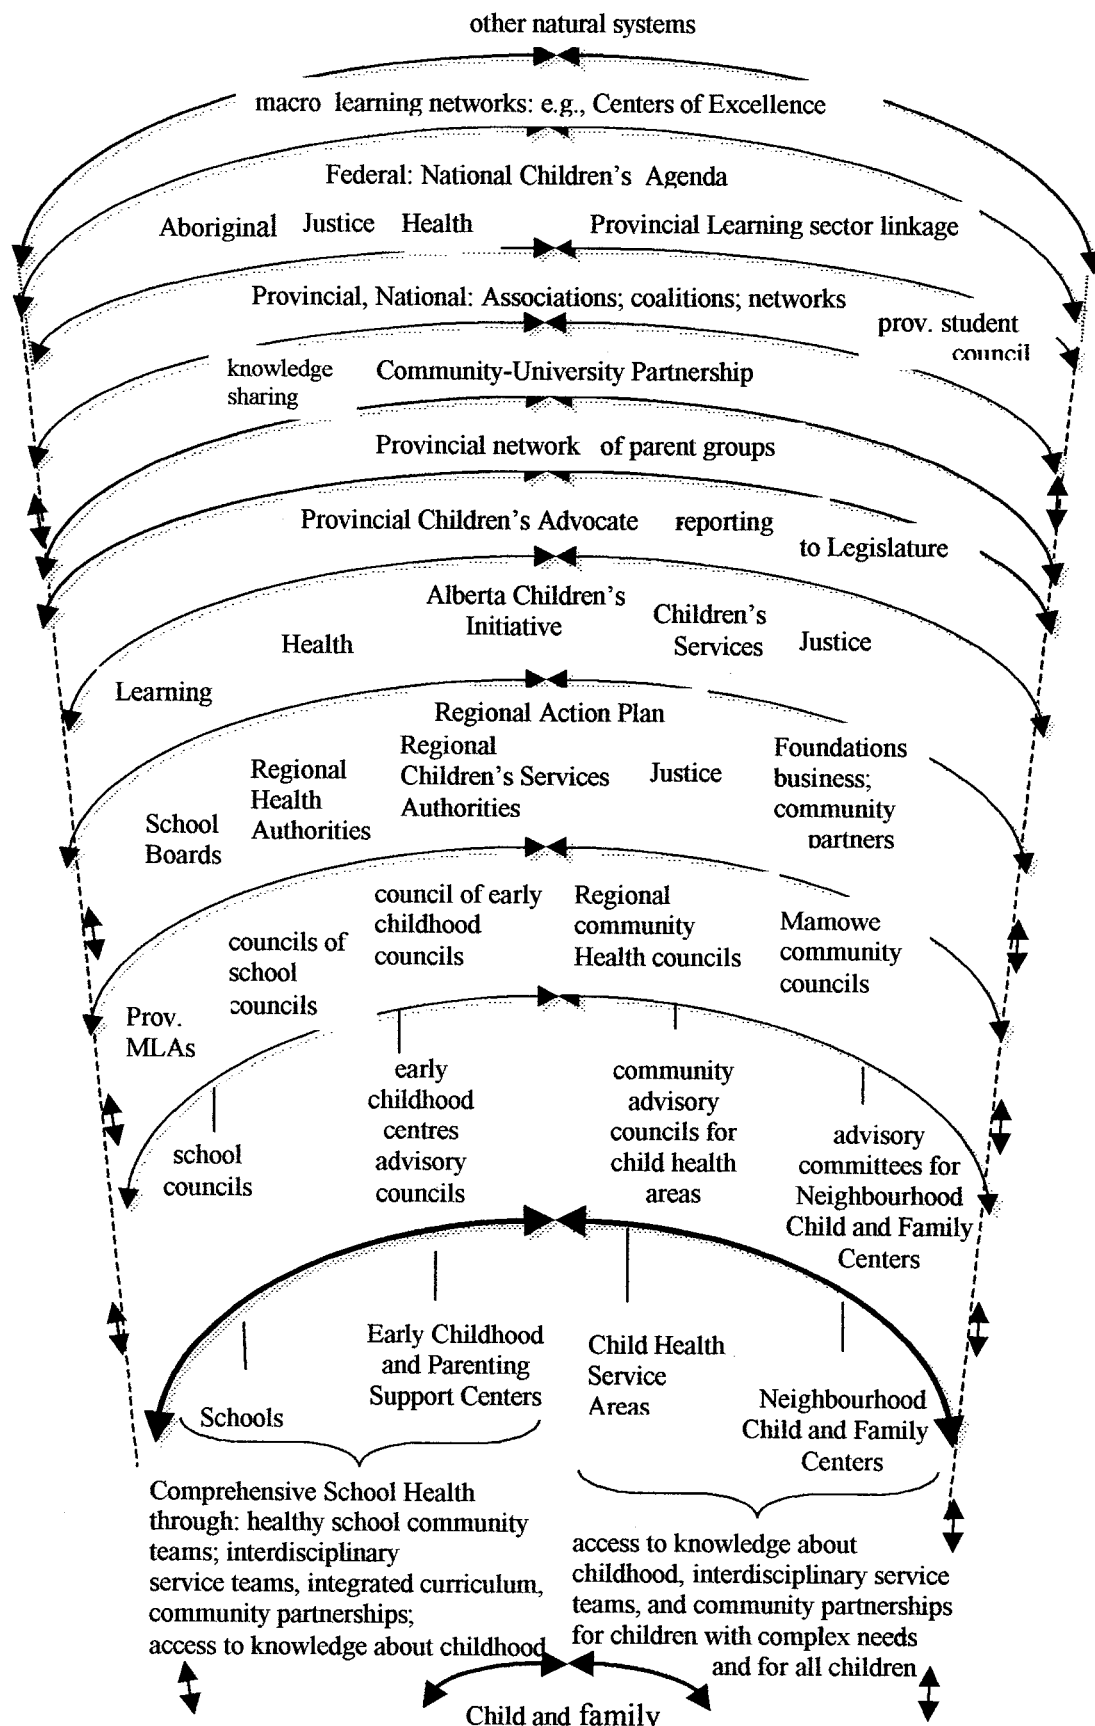 other natural systems
macro learning networks: e.g., Centers of Excellence
Federal: National Children's Agenda
Aboriginal Justice Health Provincial Learning sector linkage
Provincial, National: Associations; coalitions; networks
prov. student
council
knowledge
sharing
Community-University Partnership
Provincial network of parent groups
Provincial Children's Advocate reporting
to Legislature
Alberta Children's
Initiative
Children's
Services
Justice
Health
Learning
Regional Action Plan
School
Boards
Regional
Health
Authorities
Regional
Children's Services
Authorities
Justice
Foundations
business;
community
partners
Prov.
MLAs
councils of
school
councils
council of early
childhood
councils
Regional
community
Health councils
Mamowe
community
councils
school
councils
early
childhood
centres
advisory
councils
community
advisory
councils for
child health
areas
advisory
committees for
Neighbourhood
Child and Family
Centers
Schools
Early Childhood
and Parenting
Support Centers
Child Health
Service
Areas
Neighbourhood
Child and Family
Centers
Comprehensive School Health
through: healthy school community
teams; interdisciplinary
service teams, integrated curriculum,
community partnerships;
access to knowledge about childhood
access to knowledge about
childhood, interdisciplinary service
teams, and community partnerships
for children with complex needs
and for all children
Child and family